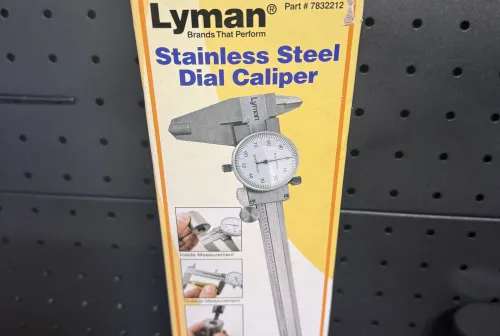 Lyman® Part # 7832212
Brands That Perform
Stainless Steel
Dial Caliper
Lyman
Inside Measurement
Outside Measurement